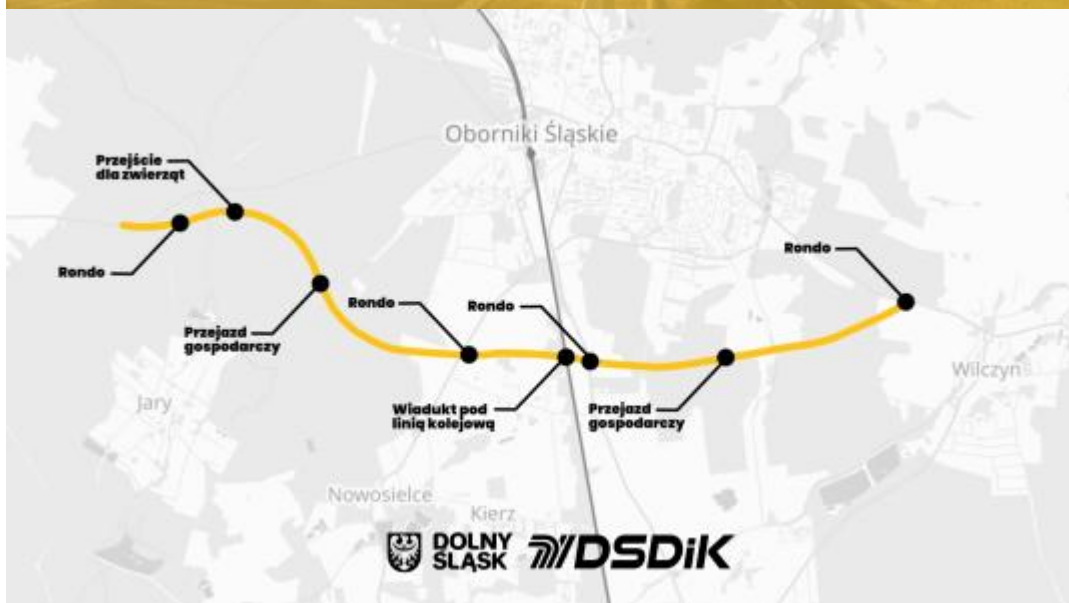 Oborniki Śląskie
Przejście
dla zwierząt
Rondo
Rondo
Rondo
Rondo
Przejazd
gospodarczy
Wilczyn
Jary
Wiadukt pod
linią kolejową
Przejazd
gospodarczy
Nowosielce
Kierz
DOLNY
ŚLĄSK
DSDiK